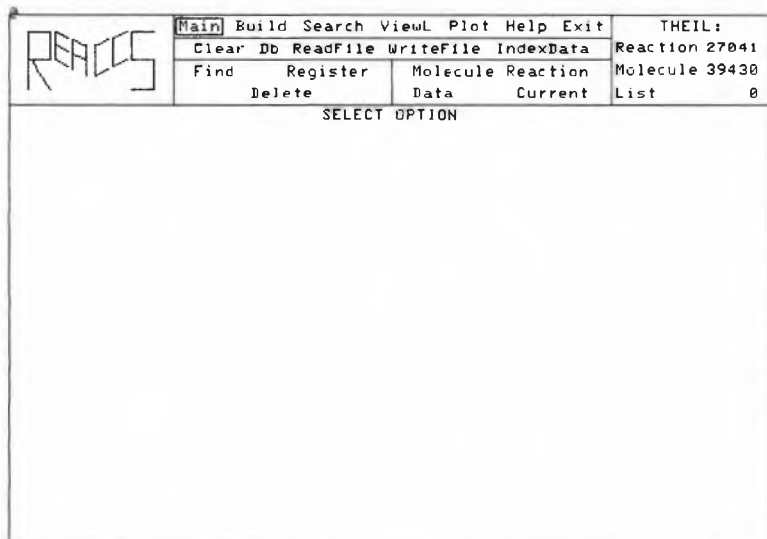 REACCS
Main Build Search ViewL Plot Help Exit
Clear Db ReadFile WriteFile IndexData
Find Register
Delete
Molecule Reaction
Data Current
THEIL:
Reaction 27041
Molecule 39430
List 0
SELECT OPTION